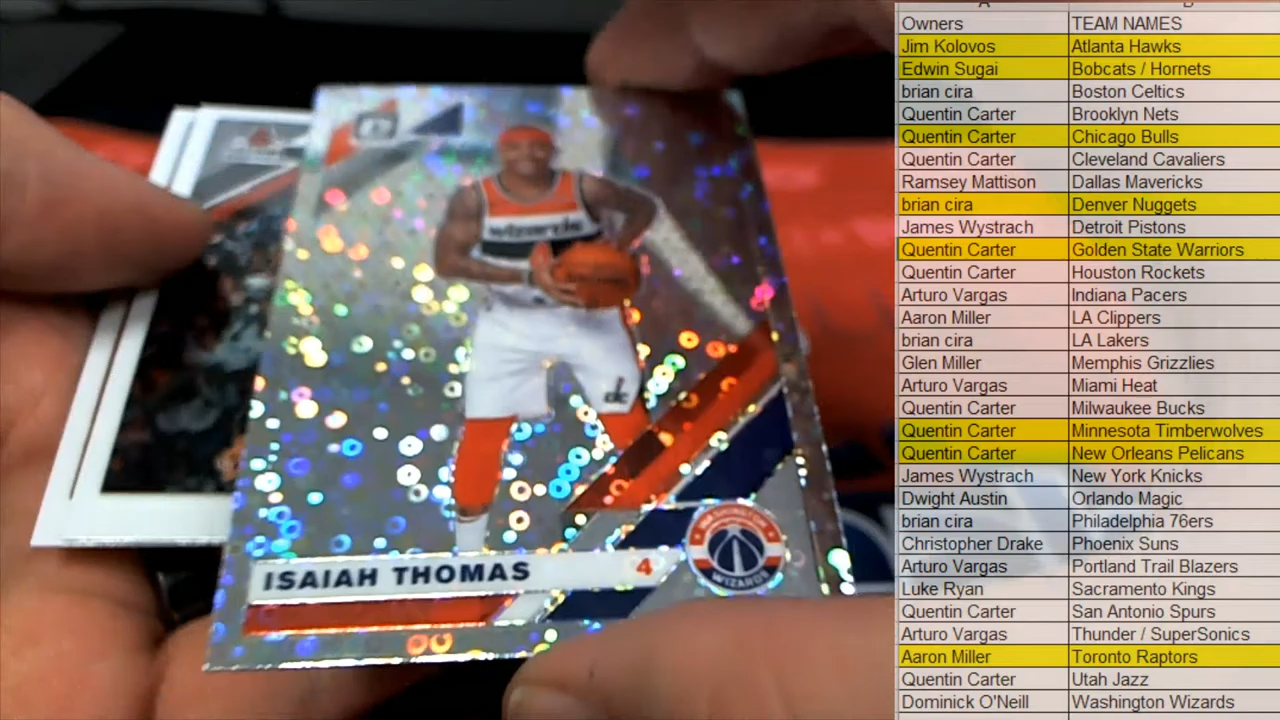 wizards
dc
WASHINGTON
WIZARDS
ISAIAH THOMAS
4
Owners TEAM NAMES
Jim Kolovos Atlanta Hawks
Edwin Sugai Bobcats / Hornets
brian cira Boston Celtics
Quentin Carter Brooklyn Nets
Quentin Carter Chicago Bulls
Quentin Carter Cleveland Cavaliers
Ramsey Mattison Dallas Mavericks
brian cira Denver Nuggets
James Wystrach Detroit Pistons
Quentin Carter Golden State Warriors
Quentin Carter Houston Rockets
Arturo Vargas Indiana Pacers
Aaron Miller LA Clippers
brian cira LA Lakers
Glen Miller Memphis Grizzlies
Arturo Vargas Miami Heat
Quentin Carter Milwaukee Bucks
Quentin Carter Minnesota Timberwolves
Quentin Carter New Orleans Pelicans
James Wystrach New York Knicks
Dwight Austin Orlando Magic
brian cira Philadelphia 76ers
Christopher Drake Phoenix Suns
Arturo Vargas Portland Trail Blazers
Luke Ryan Sacramento Kings
Quentin Carter San Antonio Spurs
Arturo Vargas Thunder / SuperSonics
Aaron Miller Toronto Raptors
Quentin Carter Utah Jazz
Dominick O'Neill Washington Wizards